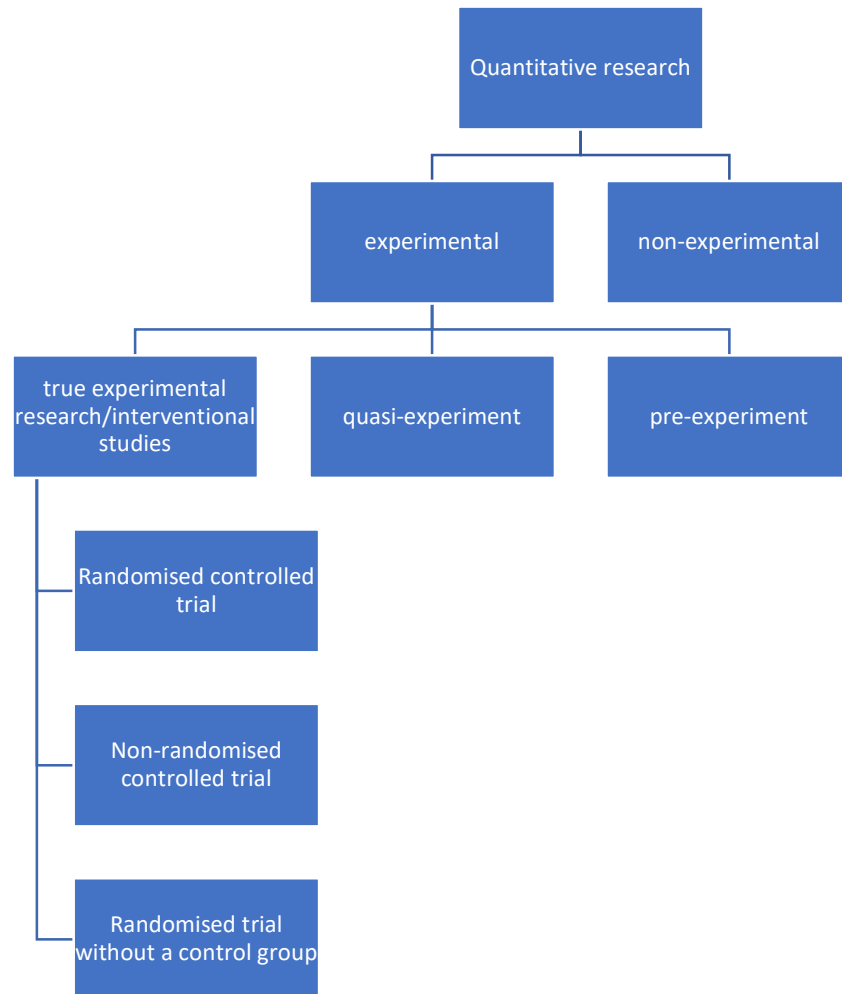 Quantitative research
experimental
non-experimental
true experimental
research/interventional
studies
quasi-experiment
pre-experiment
Randomised controlled
trial
Non-randomised
controlled trial
Randomised trial
without a control group